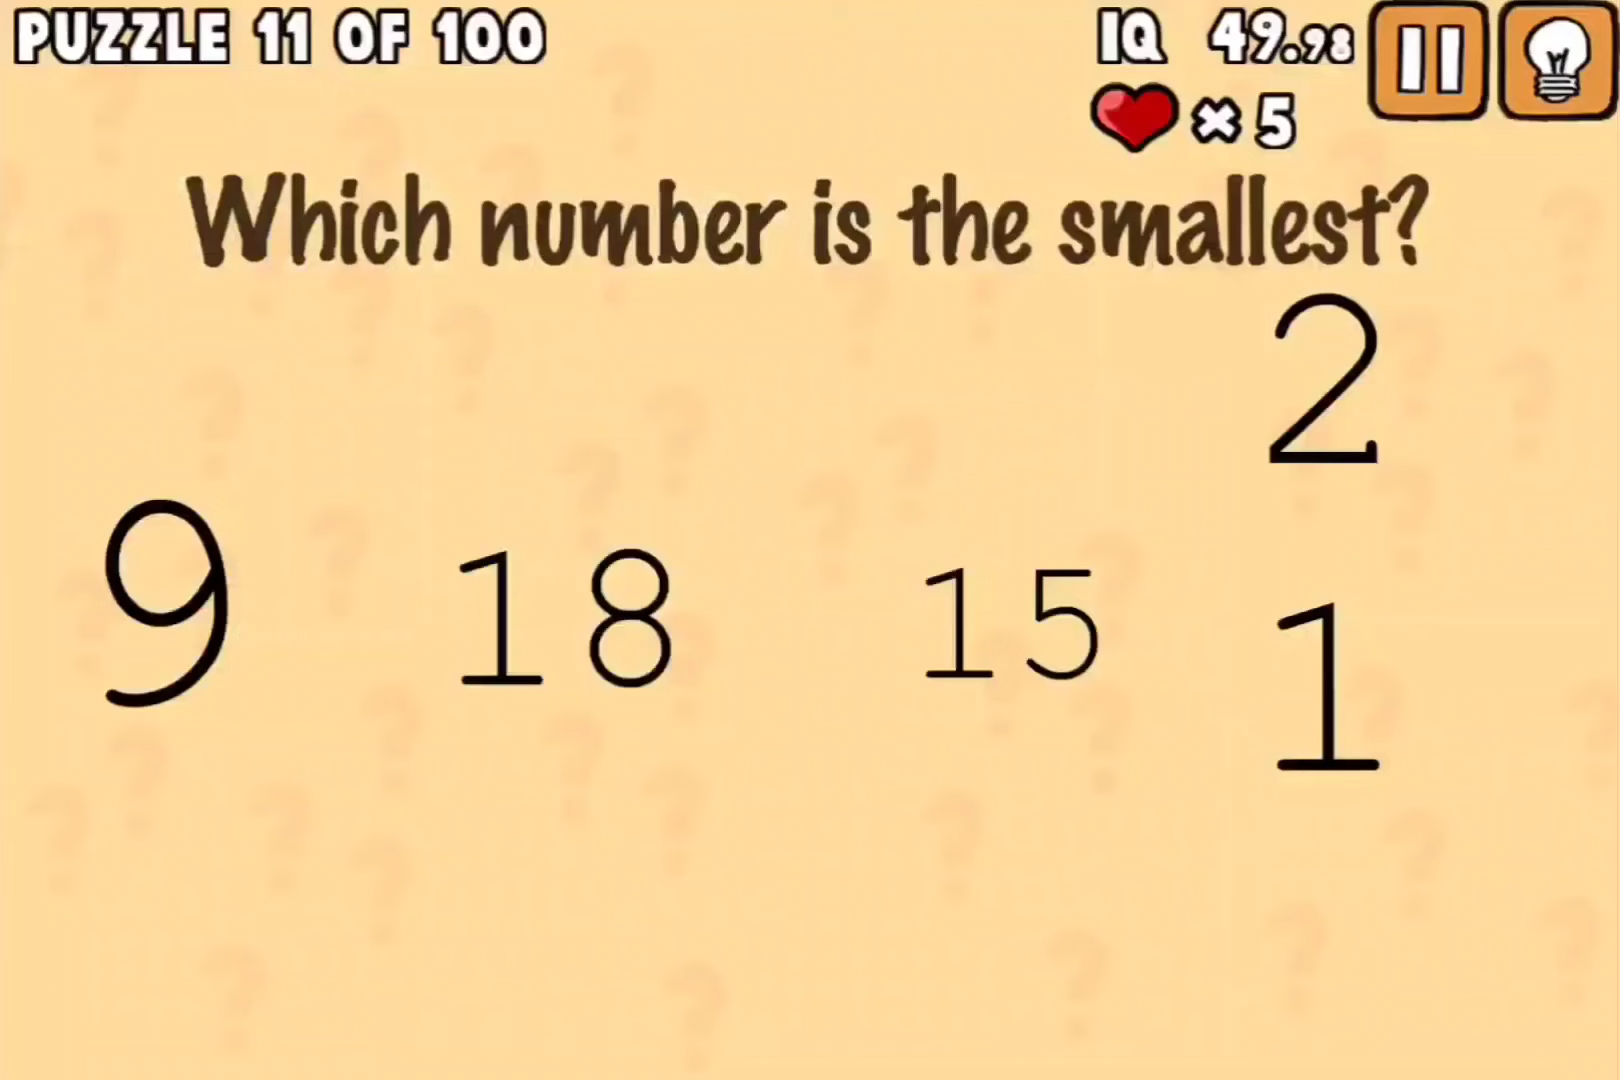 PUZZLE 11 OF 100
IQ 49.98
× 5
Which number is the smallest?
2
9 18 15
1